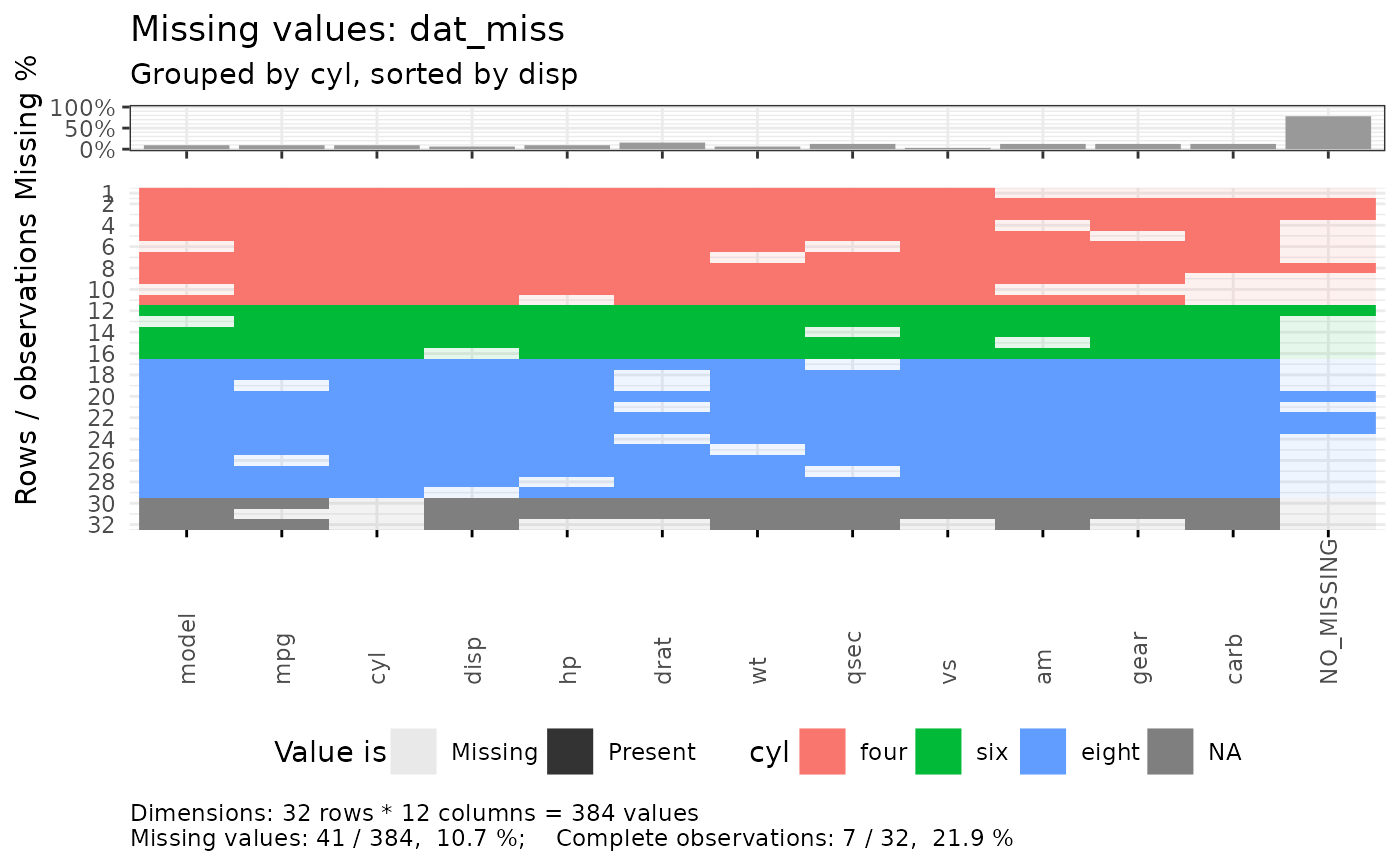 Missing values: dat_miss
Grouped by cyl, sorted by disp
Missing %
100%
50%
0%
Rows / observations
1
2
4
6
8
10
12
14
16
18
20
22
24
26
28
30
32
model
mpg
cyl
disp
hp
drat
wt
qsec
vs
am
gear
carb
NO_MISSING
Value is Missing Present cyl four six eight NA
Dimensions: 32 rows * 12 columns = 384 values
Missing values: 41 / 384, 10.7 %; Complete observations: 7 / 32, 21.9 %